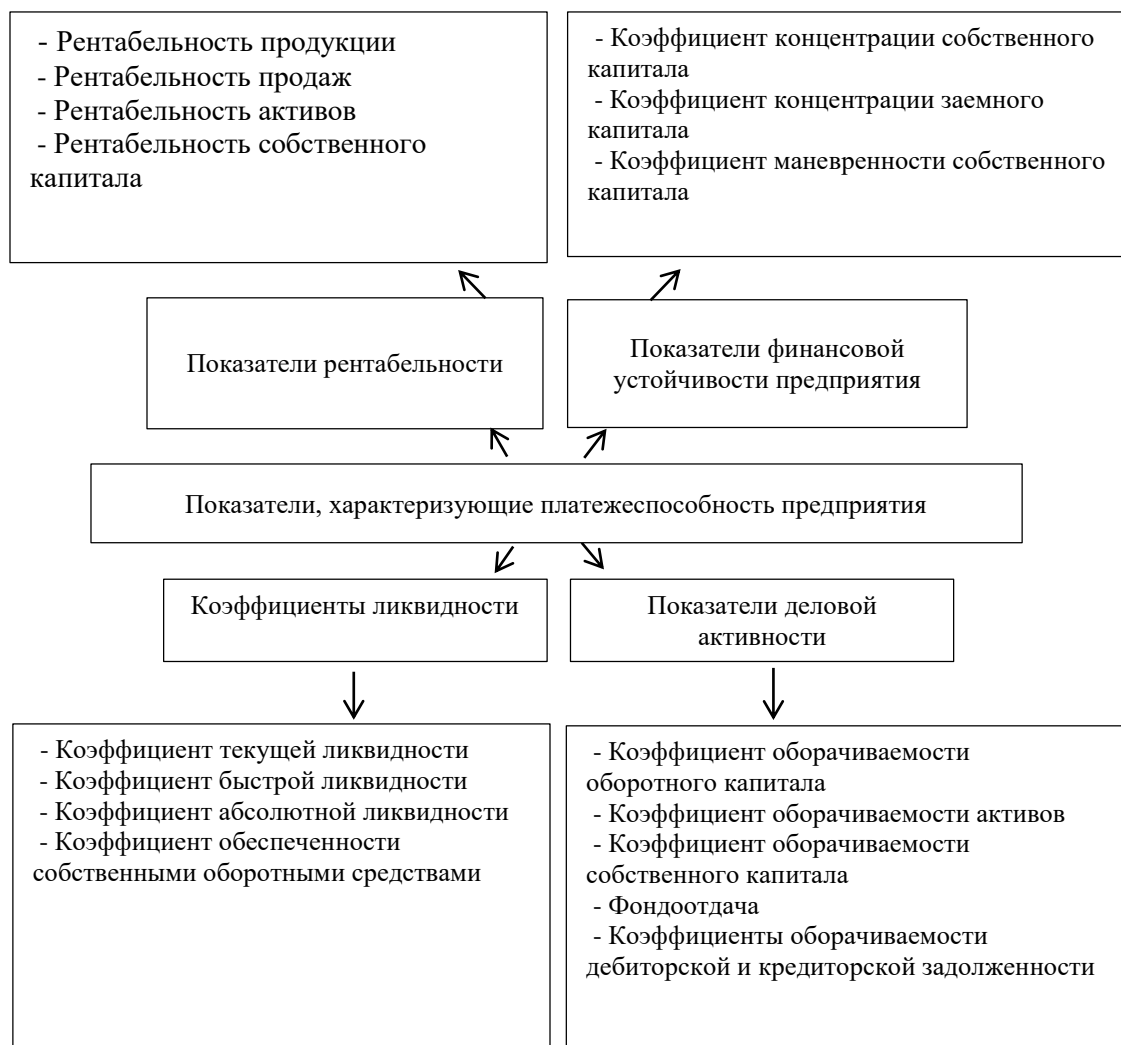 - Рентабельность продукции
- Рентабельность продаж
- Рентабельность активов
- Рентабельность собственного
капитала
- Коэффициент концентрации собственного
капитала
- Коэффициент концентрации заемного
капитала
- Коэффициент маневренности собственного
капитала
Показатели рентабельности
Показатели финансовой
устойчивости предприятия
Показатели, характеризующие платежеспособность предприятия
Коэффициенты ликвидности
Показатели деловой
активности
- Коэффициент текущей ликвидности
- Коэффициент быстрой ликвидности
- Коэффициент абсолютной ликвидности
- Коэффициент обеспеченности
собственными оборотными средствами
- Коэффициент оборачиваемости
оборотного капитала
- Коэффициент оборачиваемости активов
- Коэффициент оборачиваемости
собственного капитала
- Фондоотдача
- Коэффициенты оборачиваемости
дебиторской и кредиторской задолженности